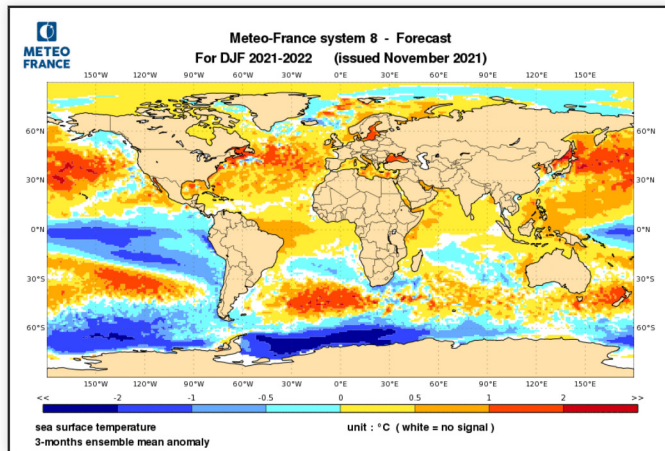 METEO
FRANCE
Meteo-France system 8 - Forecast
For DJF 2021-2022 (issued November 2021)
150°W 120°W 90°W 60°W 30°W 0°E 30°E 60°E 90°E 120°E 150°E
60°N 60°N
30°N 30°N
0°N 0°N
30°S 30°S
60°S 60°S
150°W 120°W 90°W 60°W 30°W 0°E 30°E 60°E 90°E 120°E 150°E
<< -2 -1 -0.5 0 0.5 1 2 >>
sea surface temperature unit : °C ( white = no signal )
3-months ensemble mean anomaly